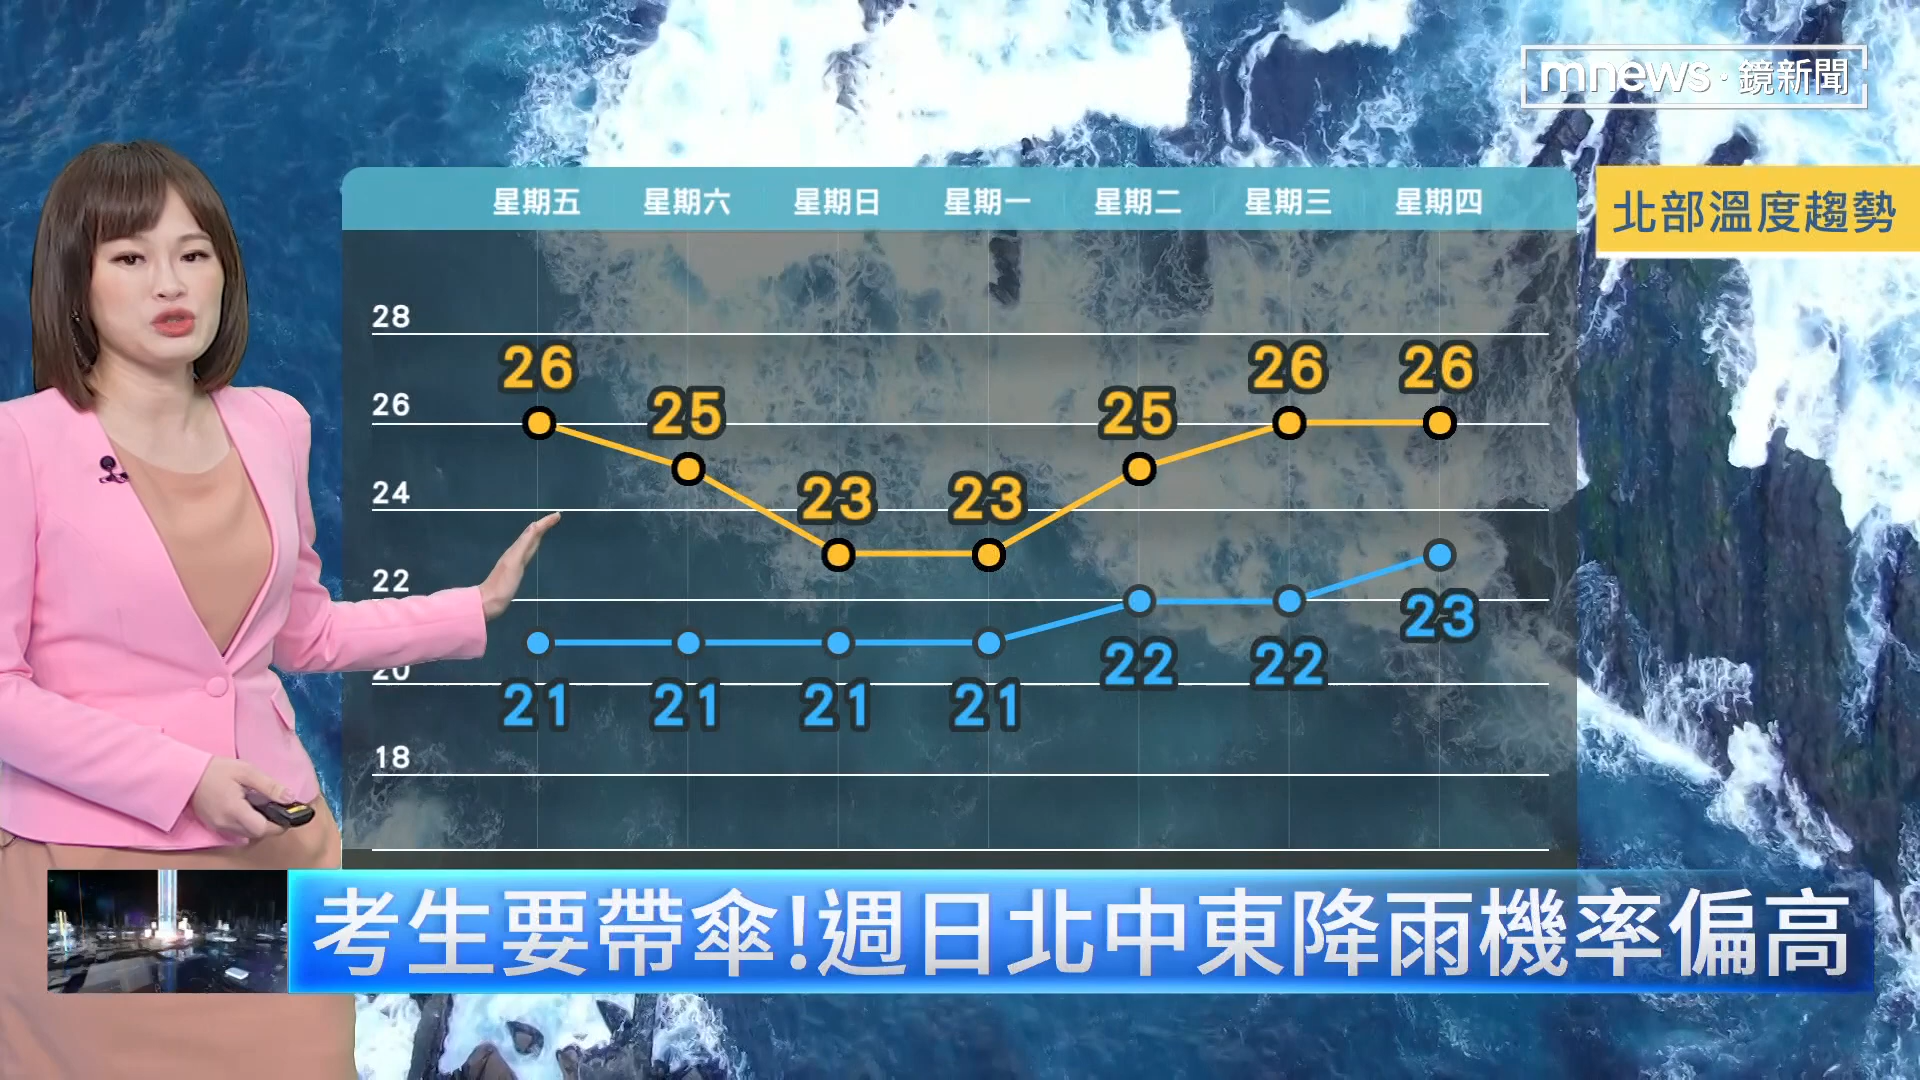 mnews·鏡新聞
北部溫度趨勢
星期五 星期六 星期日 星期一 星期二 星期三 星期四
28
26 25 23 23 25 26 26
26
24
22
20
21 21 21 21 22 22 23
18
考生要帶傘!週日北中東降雨機率偏高